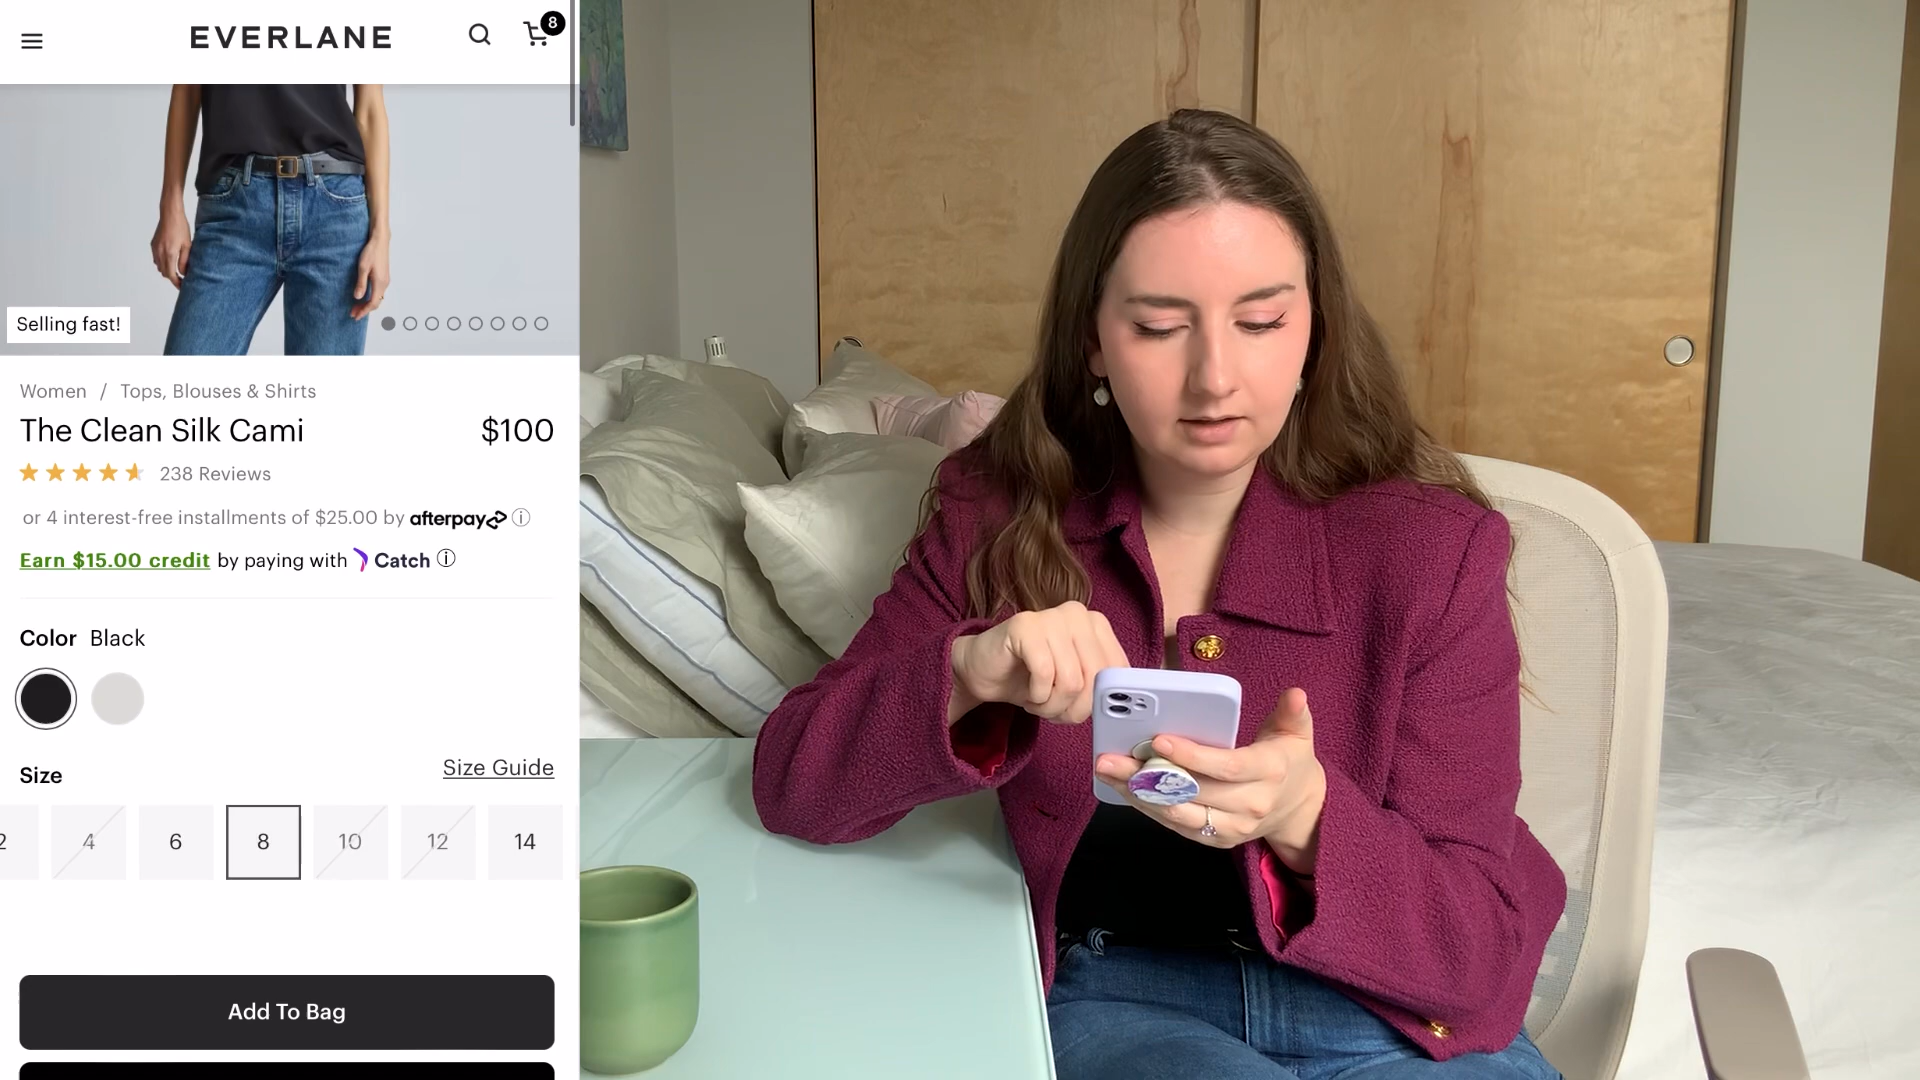 EVERLANE
8
Selling fast!
Women / Tops, Blouses & Shirts
The Clean Silk Cami $100
238 Reviews
or 4 interest-free installments of $25.00 by afterpay
Earn $15.00 credit by paying with Catch
Color Black
Size Size Guide
2 4 6 8 10 12 14
Add To Bag